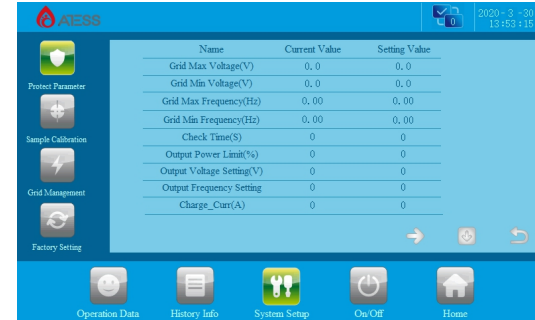 ATESS
0
2020-3-30
13:53:15
Protect Parameter
Sample Calibration
Grid Management
Factory Setting
Name Current Value Setting Value
Grid Max Voltage(V) 0.0 0.0
Grid Min Voltage(V) 0.0 0.0
Grid Max Frequency(Hz) 0.00 0.00
Grid Min Frequency(Hz) 0.00 0.00
Check Time(S) 0 0
Output Power Limit(%) 0 0
Output Voltage Setting(V) 0 0
Output Frequency Setting 0 0
Charge_Curr(A) 0 0
Operation Data History Info System Setup On/Off Home